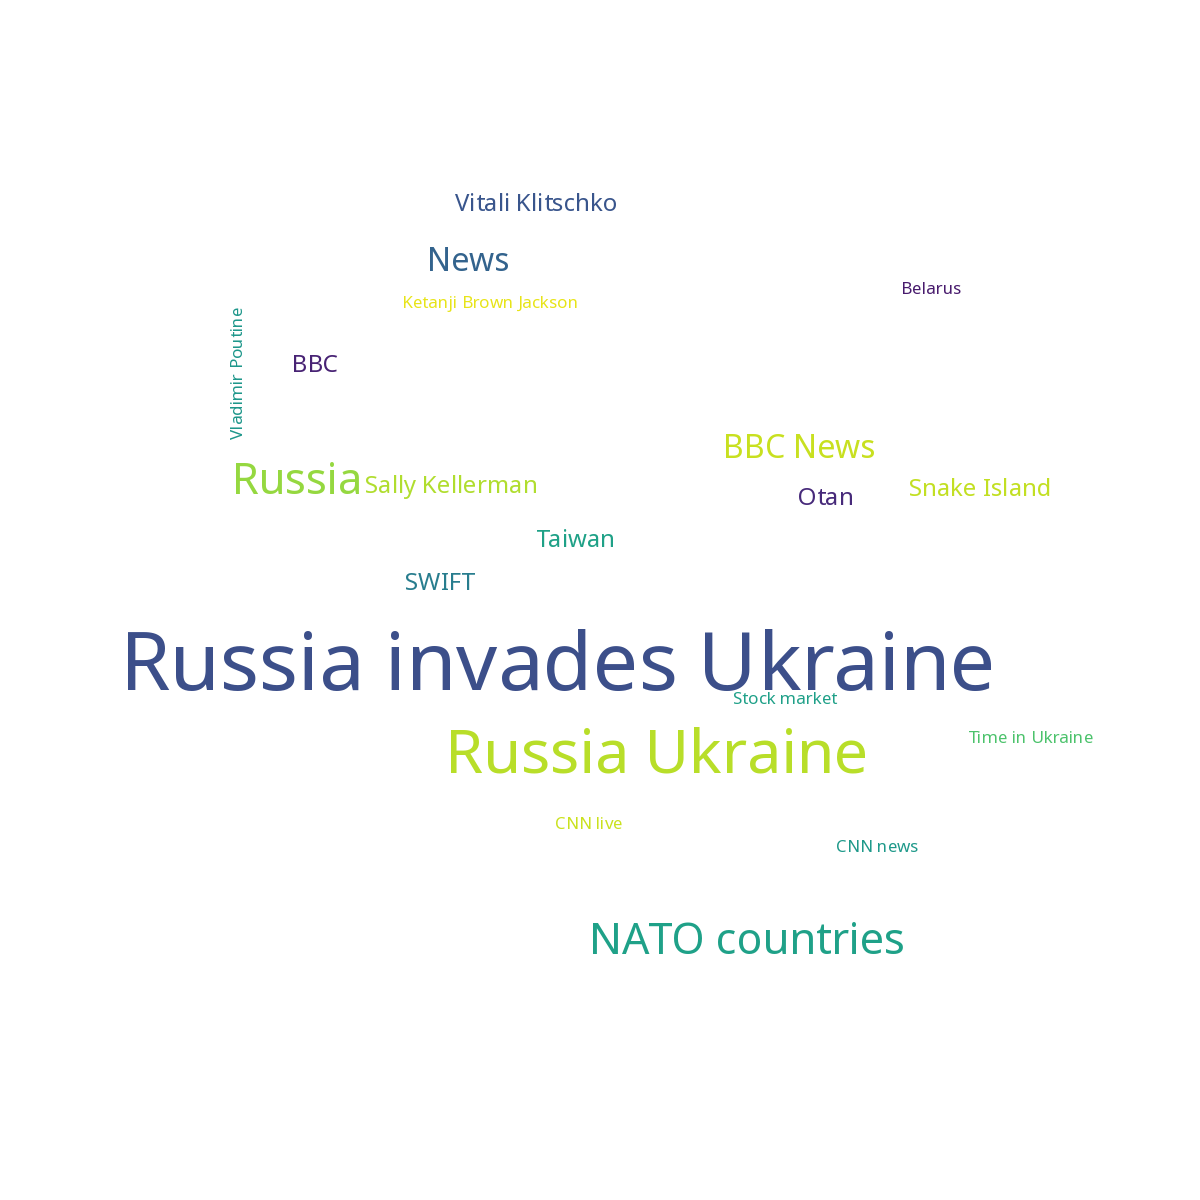 Vitali Klitschko
News
Belarus
Ketanji Brown Jackson
Vladimir Poutine
BBC
BBC News
Russia
Sally Kellerman
Otan
Snake Island
Taiwan
SWIFT
Russia invades Ukraine
Stock market
Time in Ukraine
Russia Ukraine
CNN live
CNN news
NATO countries